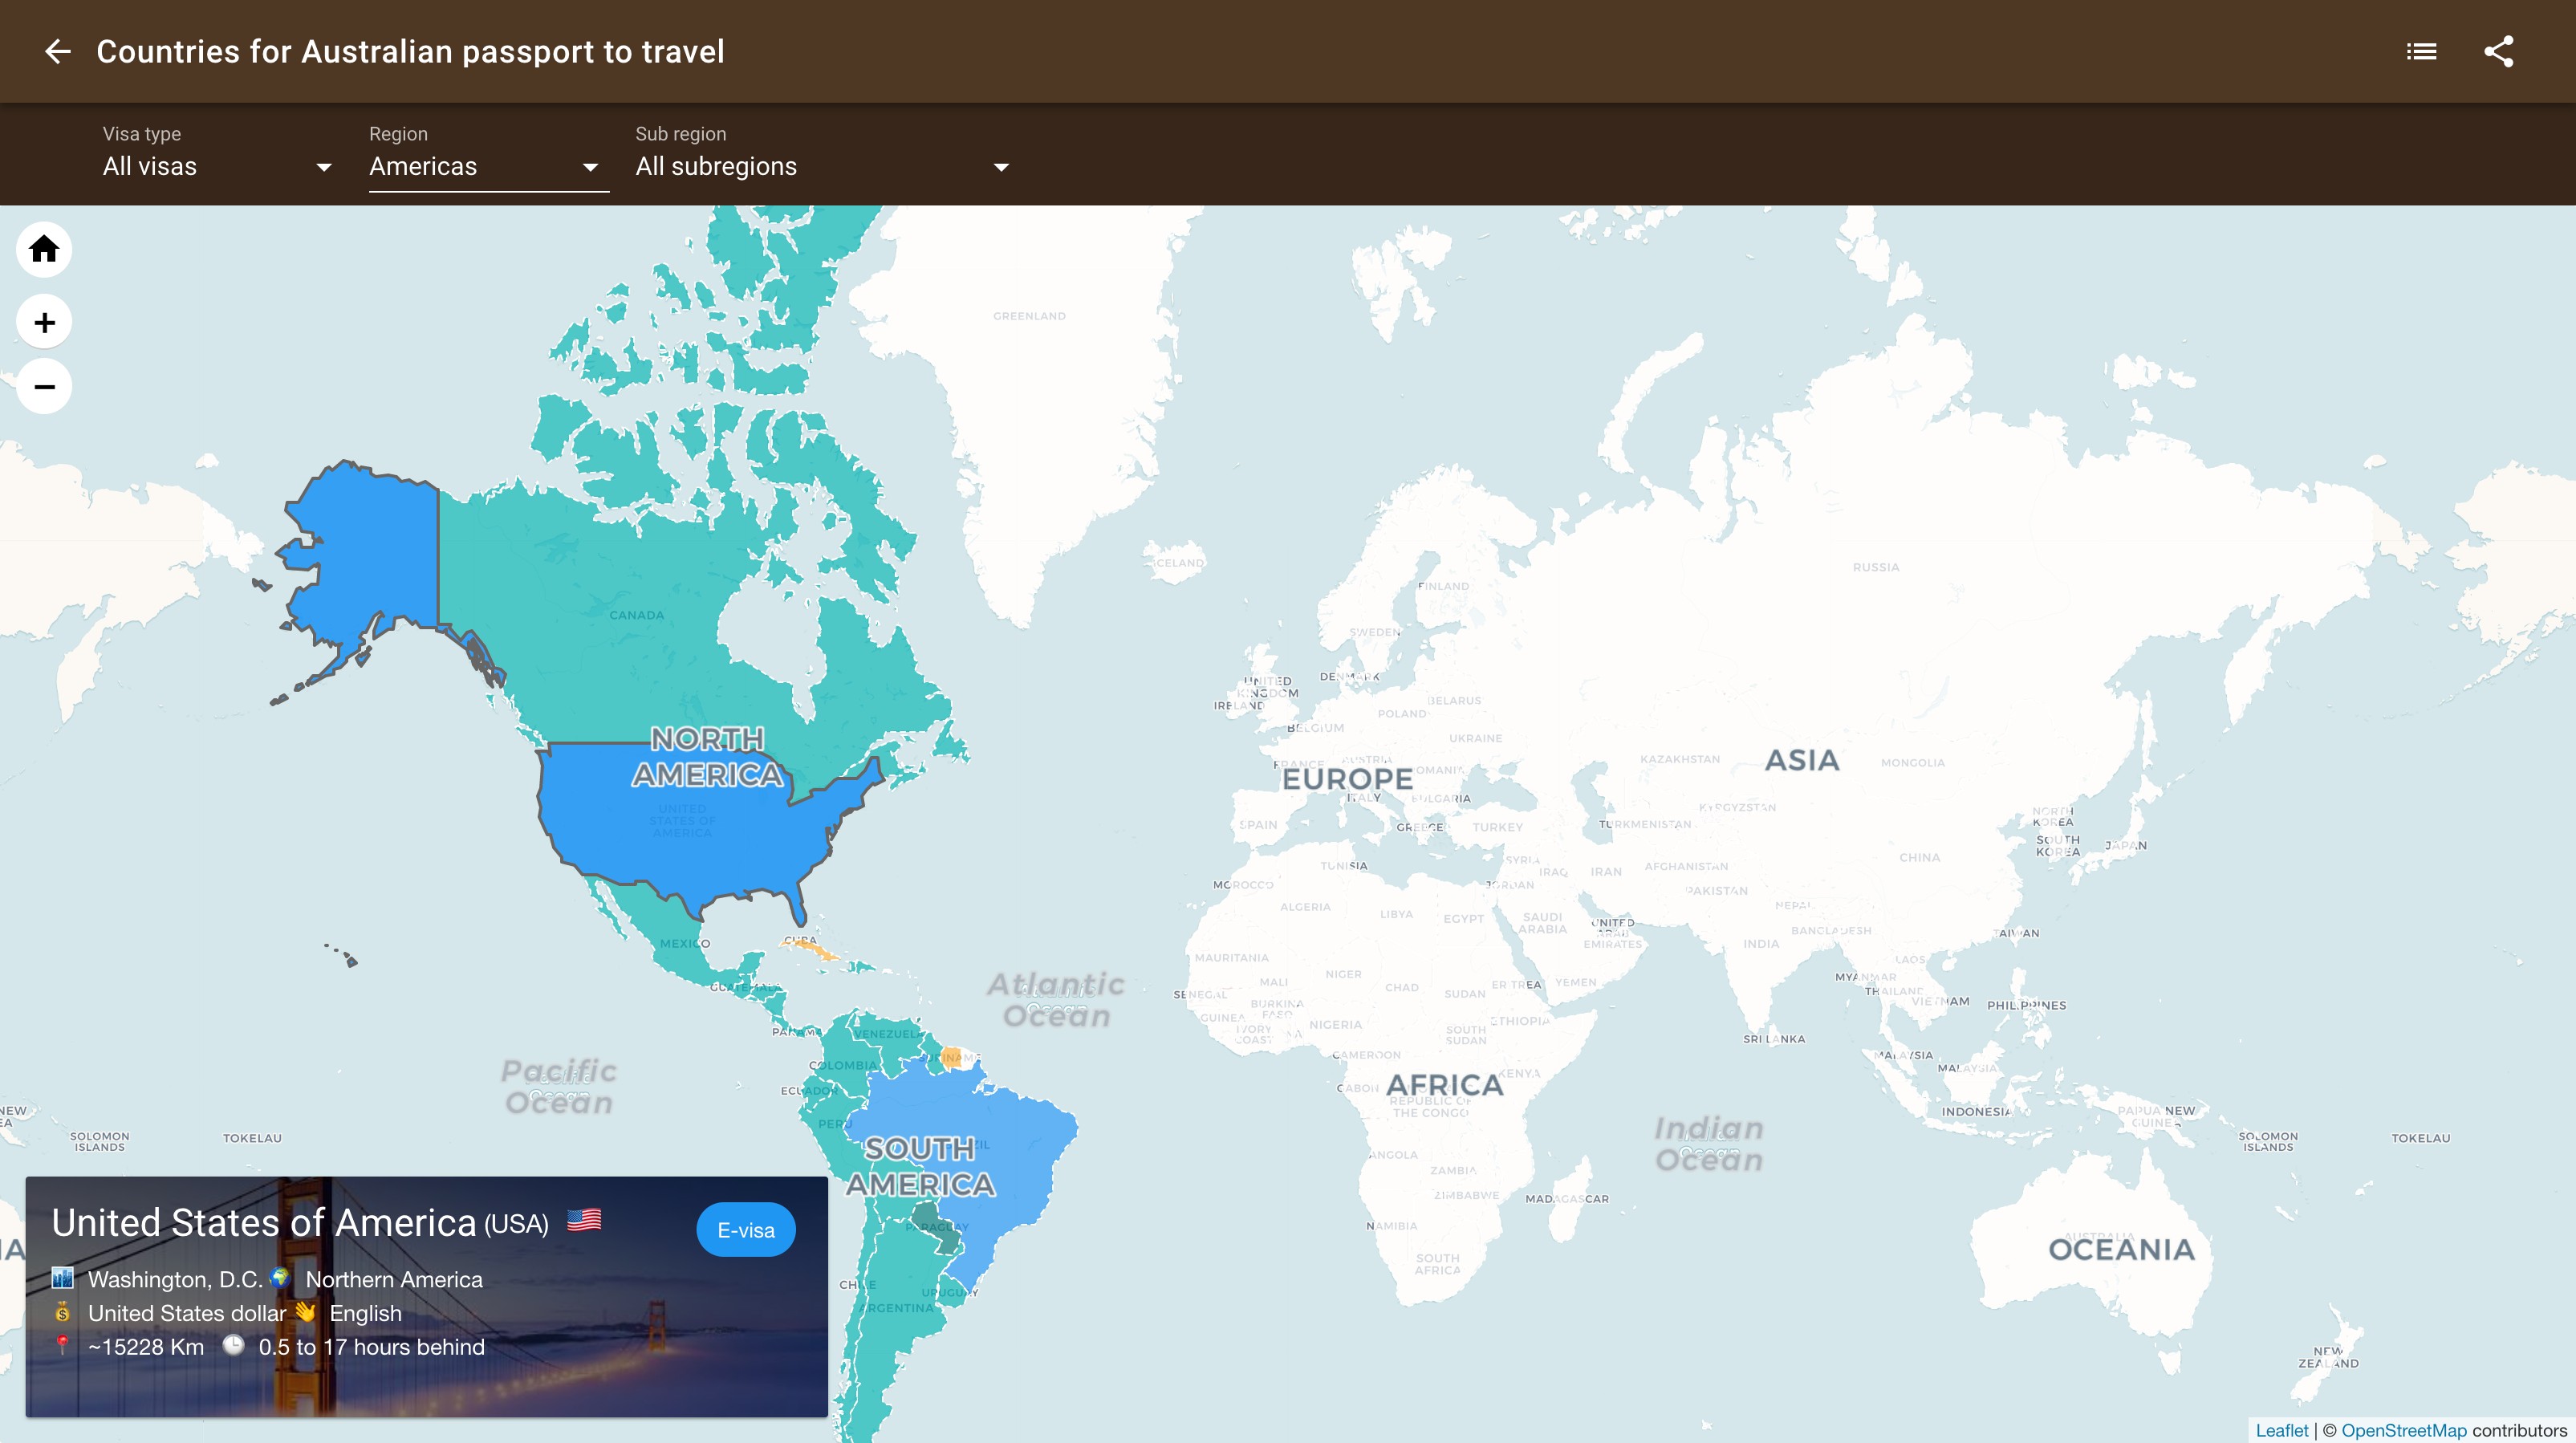 Countries for Australian passport to travel
Visa type
All visas
Region
Americas
Sub region
All subregions
+
−
GREENLAND
ICELAND
RUSSIA
FINLAND
CANADA
SWEDEN
UNITED
KINGDOM
DENMARK
IRELAND
BELARUS
POLAND
BELGIUM
UKRAINE
NORTH
AMERICA
KAZAKHSTAN
ASIA
MONGOLIA
FRANCE
EUROPE
ITALY
BULGARIA
KYRGYZSTAN
UNITED
STATES OF
AMERICA
SPAIN
GREECE
TURKEY
TURKMENISTAN
NORTH
KOREA
SOUTH
KOREA
JAPAN
TUNISIA
SYRIA
IRAQ
IRAN
AFGHANISTAN
CHINA
MOROCCO
JORDAN
PAKISTAN
ALGERIA
LIBYA
EGYPT
SAUDI
ARABIA
UNITED
ARAB
EMIRATES
NEPAL
MEXICO
CUBA
INDIA
BANGLADESH
TAIWAN
MAURITANIA
MALI
NIGER
LAOS
GUATEMALA
Atlantic
Ocean
SENEGAL
CHAD
SUDAN
ERITREA
YEMEN
MYANMAR
THAILAND
VIETNAM
PHILIPPINES
BURKINA
FASO
GUINEA
IVORY
COAST
NIGERIA
SOUTH
SUDAN
ETHIOPIA
PANAMA
VENEZUELA
SRI LANKA
SURINAME
COLOMBIA
CAMEROON
MALAYSIA
MALAYSIA
Pacific
Ocean
ECUADOR
GABON
AFRICA
KENYA
REPUBLIC OF
THE CONGO
INDONESIA
PAPUA NEW
GUINEA
NEW
PERU
SOLOMON
ISLANDS
TOKELAU
Indian
Ocean
SOLOMON
ISLANDS
TOKELAU
SOUTH
AMERICA
ANGOLA
ZAMBIA
ZIMBABWE
MADAGASCAR
PARAGUAY
NAMIBIA
AUSTRALIA
OCEANIA
SOUTH
AFRICA
CHILE
URUGUAY
ARGENTINA
NEW
ZEALAND
United States of America (USA)
E-visa
Washington, D.C. Northern America
United States dollar English
~15228 Km 0.5 to 17 hours behind
Leaflet | © OpenStreetMap contributors